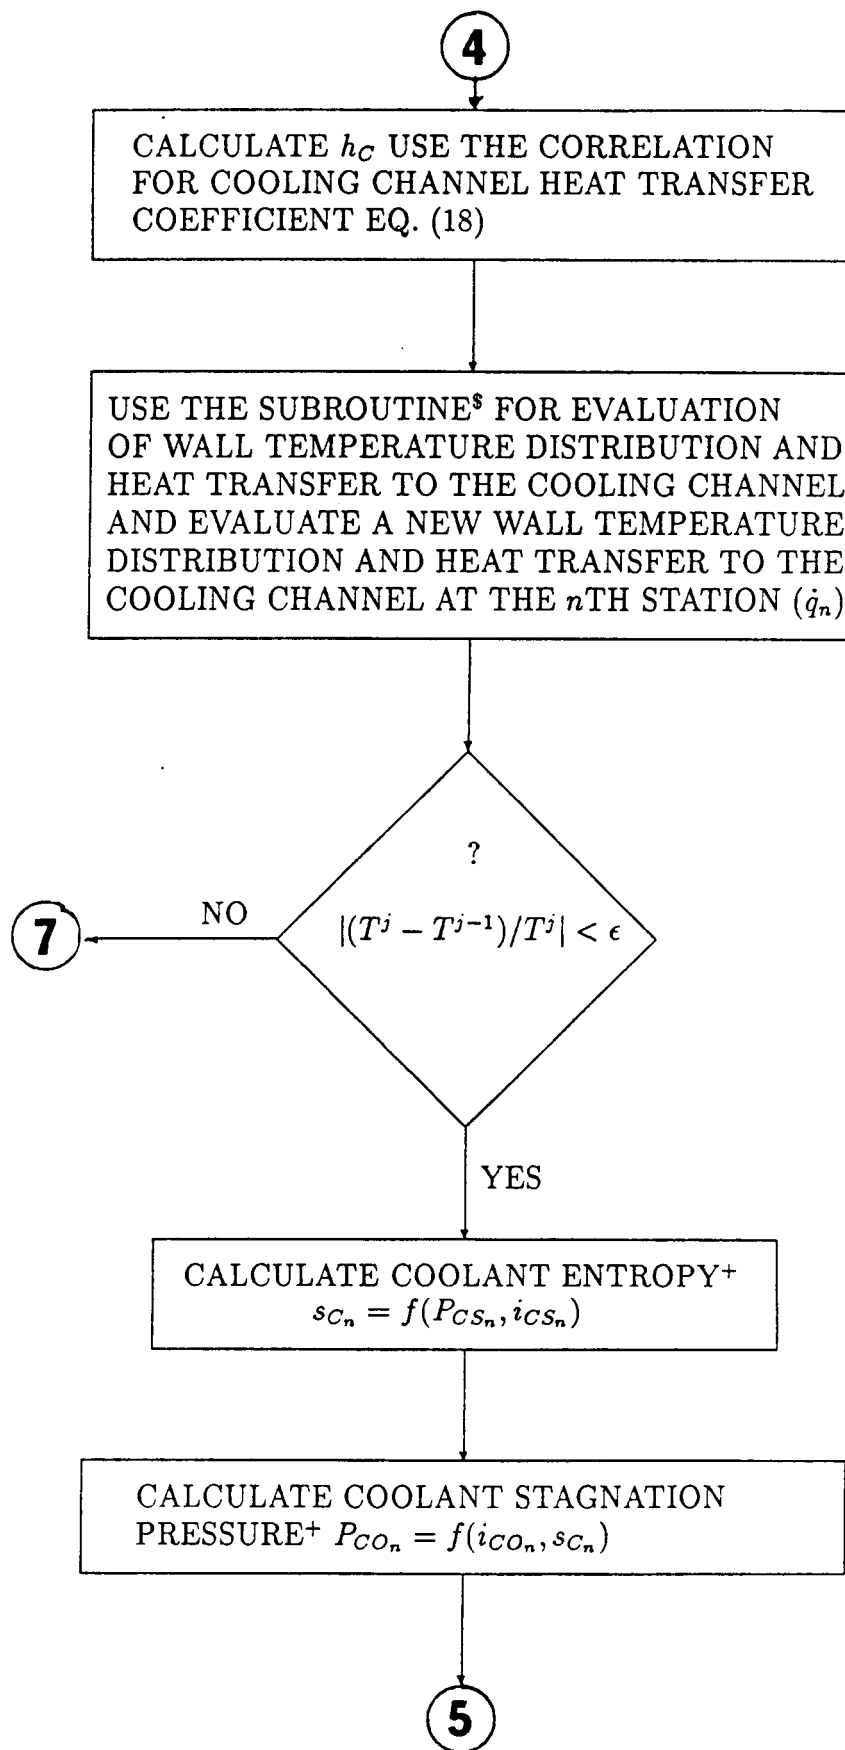 4
CALCULATE h_C USE THE CORRELATION
FOR COOLING CHANNEL HEAT TRANSFER
COEFFICIENT EQ. (18)
USE THE SUBROUTINE$ FOR EVALUATION
OF WALL TEMPERATURE DISTRIBUTION AND
HEAT TRANSFER TO THE COOLING CHANNEL
AND EVALUATE A NEW WALL TEMPERATURE
DISTRIBUTION AND HEAT TRANSFER TO THE
COOLING CHANNEL AT THE nTH STATION (q̇_n)
?
|(T^j − T^{j−1})/T^j| < ϵ
NO
7
YES
CALCULATE COOLANT ENTROPY⁺
s_{C_n} = f(P_{CS_n}, i_{CS_n})
CALCULATE COOLANT STAGNATION
PRESSURE⁺ P_{CO_n} = f(i_{CO_n}, s_{C_n})
5